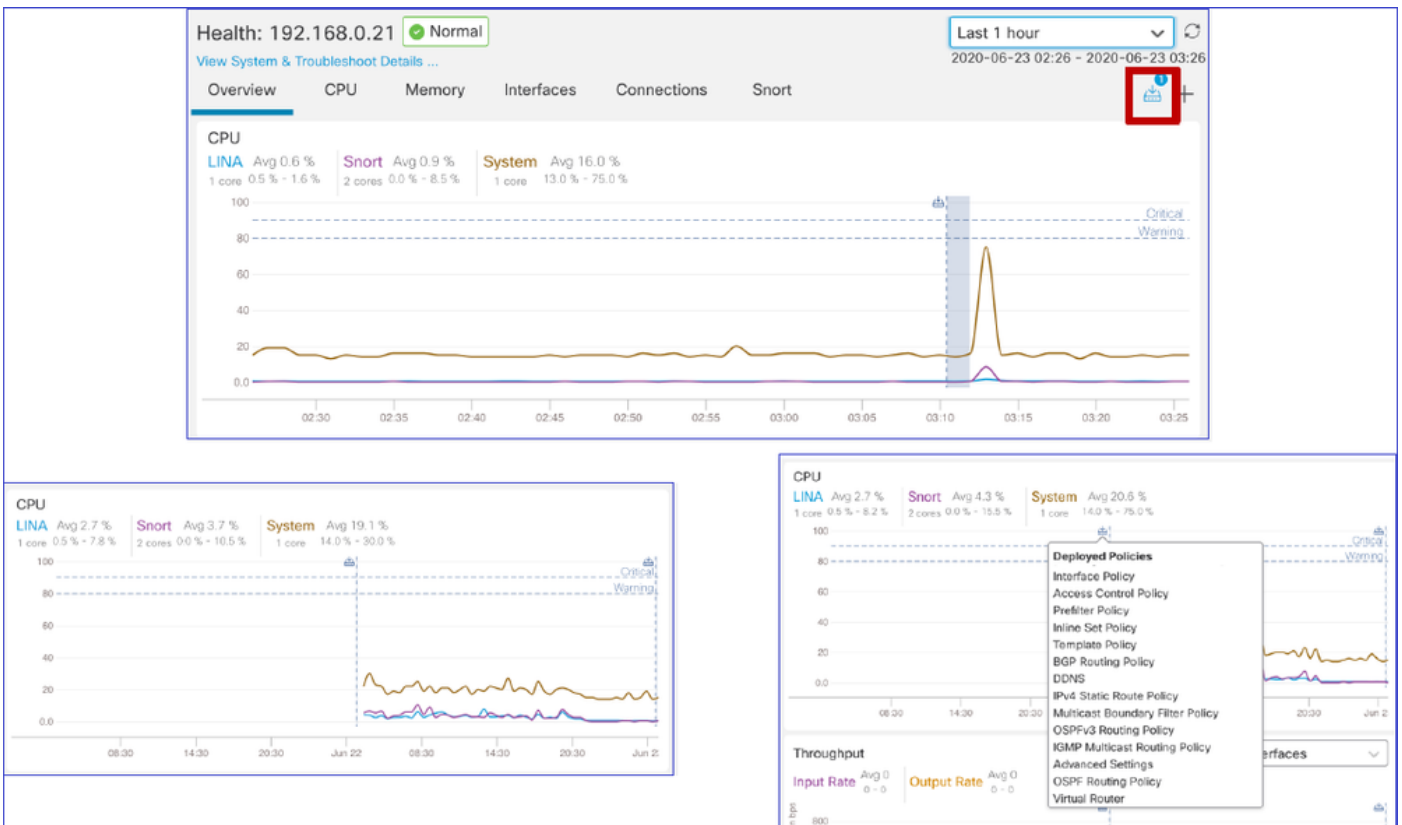 Health: 192.168.0.21 Normal
Last 1 hour
View System & Troubleshoot Details ...
2020-06-23 02:26 - 2020-06-23 03:26
Overview CPU Memory Interfaces Connections Snort
1
CPU
LINA Avg 0.6 % Snort Avg 0.9 % System Avg 16.0 %
1 core 0.5 % - 1.6 % 2 cores 0.0 % - 8.5 % 1 core 13.0 % - 75.0 %
100
Critical
80
Warning
60
40
20
0.0
02:30 02:35 02:40 02:45 02:50 02:55 03:00 03:05 03:10 03:15 03:20 03:25
CPU
LINA Avg 2.7 % Snort Avg 3.7 % System Avg 19.1 %
1 core 0.5 % - 7.8 % 2 cores 0.0 % - 10.5 % 1 core 14.0 % - 30.0 %
100
Critical
80
Warning
60
40
20
0.0
08:30 14:30 20:30 Jun 22 08:30 14:30 20:30 Jun 2
CPU
LINA Avg 2.7 % Snort Avg 4.3 % System Avg 20.6 %
1 core 0.5 % - 8.2 % 2 cores 0.0 % - 15.5 % 1 core 14.0 % - 75.0 %
100
Critical
80
Warning
60
40
20
0.0
08:30 14:30 20:30 20:30 Jun 2
Deployed Policies
Interface Policy
Access Control Policy
Prefilter Policy
Inline Set Policy
Template Policy
BGP Routing Policy
DDNS
IPv4 Static Route Policy
Multicast Boundary Filter Policy
OSPFv3 Routing Policy
IGMP Multicast Routing Policy
Advanced Settings
OSPF Routing Policy
Virtual Router
Throughput
erfaces
Input Rate Avg 0 Output Rate Avg 0
0 - 0 0 - 0
n bps
800